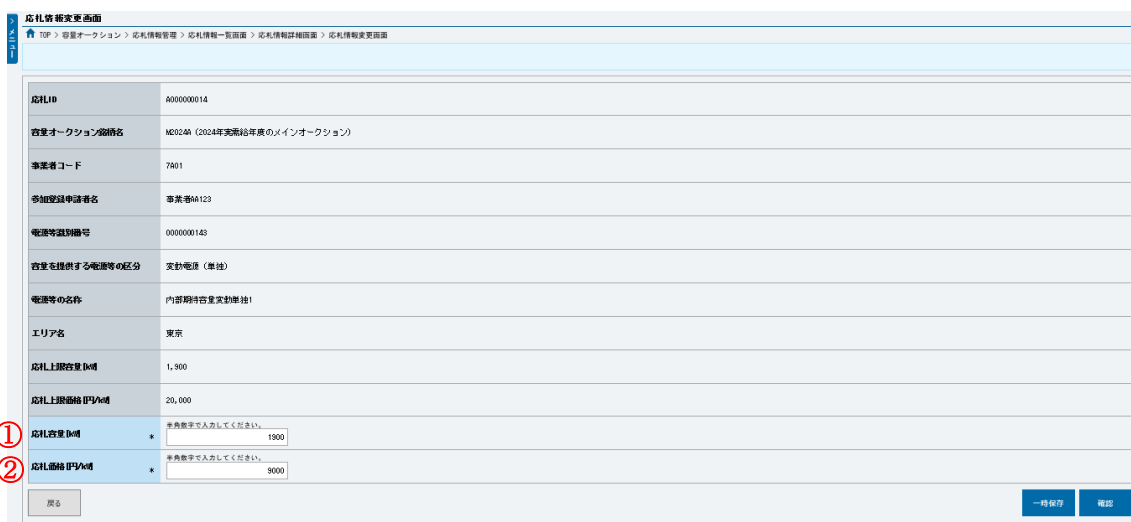 応札情報変更画面
TOP > 容量オークション > 応札情報管理 > 応札情報一覧画面 > 応札情報詳細画面 > 応札情報変更画面
> メニュー
応札ID A000000014
容量オークション銘柄名 M2024A (2024年実需給年度のメインオークション)
事業者コード 7A01
参加登録申請者名 事業者AA123
電源等識別番号 0000000143
容量を提供する電源等の区分 変動電源(単独)
電源等の名称 内部期待容量変動単独1
エリア名 東京
応札上限容量[kW] 1,900
応札上限価格[円/kW] 20,000
半角数字で入力してください。
① 応札容量[kW] * 1900
半角数字で入力してください。
② 応札価格[円/kW] * 9000
戻る 一時保存 確認